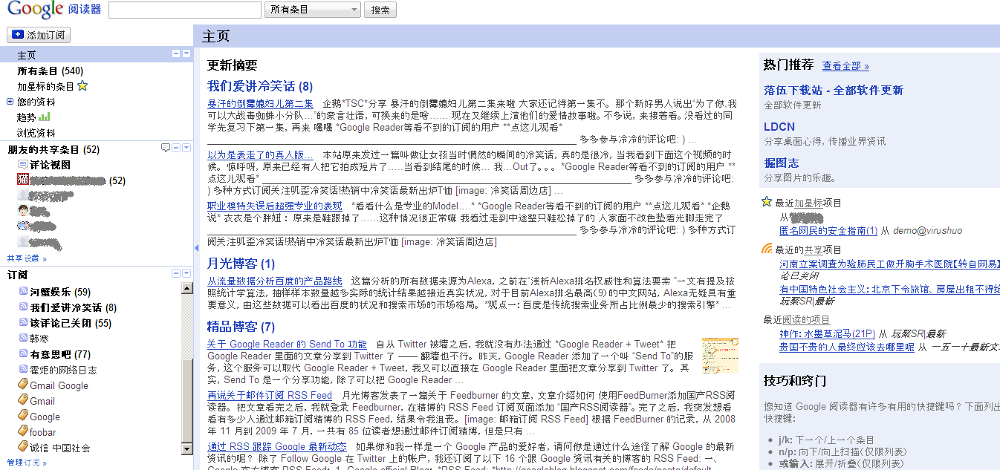 Google 阅读器
所有条目
搜索
添加订阅
主页
所有条目 (540)
加星标的条目
您的资料
趋势
浏览资料
朋友的共享条目 (52)
评论视图
猫
(52)
共享设置 »
订阅
河蟹娱乐 (59)
我们爱讲冷笑话 (8)
该评论已关闭 (55)
韩寒
有意思吧 (77)
霍炬的网络日志
Gmail Google
Gmail
Google
foobar
诚信 中国社会
管理订阅 »
主页
更新摘要
我们爱讲冷笑话 (8)
暴汗的倒霉媳妇儿第二集 企鹅*TSC*分享 暴汗的倒霉媳妇儿第二集来啦 大家还记得第一集不。那个新好男人说出“为了你,我
可以大战毒蜘蛛小分队...”的豪言壮语, 可换来的是啥…… 现在又继续上演他们的爱情故事啦。不多说, 来接着看。没看过的同
学先复习下第一集, 再来 嘿嘿 *Google Reader等看不到的订阅的用户 **点这儿观看*
多多参与冷冷的评论吧: ) ...
以为是表走了的真人版... 本站原来发过一篇叫做让女孩当时惘然的瞬间的冷笑话, 真的是很冷, 当我看到下面这个视频的时
候。惊呼呀, 原来已经有人把它拍成短片了.....当看到结尾的时候... 我...Out了。。。*Google Reader等看不到的订阅的用户 **
点这儿观看* 多多参与冷冷的评论吧:
) 多种方式订阅关注叽歪冷笑话!热销中冷笑话最新出炉T恤 [image: 冷笑话周边店] ...
职业模特失误后超强专业的表现 *看看什么是专业的Model....* *Google Reader等看不到的订阅的用户 **点这儿观看* *企鹅
说* 衣衣是个胖妞 : 原来是鞋跟掉了……这种情况很正常嘛 我看过走到中途整只鞋松掉了的 人家面不改色垫着光脚走完了
多多参与冷冷的评论吧: ) 多种方式订
阅关注叽歪冷笑话!热销中冷笑话最新出炉T恤 [image: 冷笑话周边店]
月光博客 (1)
从流量数据分析百度的产品路线 这篇分析的所有数据来源为Alexa, 之前在“浅析Alexa排名权威性和算法要素 ”一文有提及按
照统计学算法, 抽样样本数量越多实际的统计结果越接近真实状况, 对于目前Alexa排名最高（9）的中文网站, Alexa无疑具有重
要意义, 由这些数据可以看出百度的状况和搜索市场的市场格局。*观点一: 百度是传统搜索业务所占比例最少的搜索引擎* ...
精品博客 (7)
关于 Google Reader 的 Send To 功能 自从 Twitter 被墙之后, 我就没有办法通过 *Google Reader + Tweet* 把
Google Reader 里面的文章分享到 Twitter 了 —— 翻墙也不行。昨天, Google Reader 添加了一个叫 “Send To”的服
务, 这个服务可以取代 Google Reader + Tweet, 我又可以直接在 Google Reader 里面把文章分享到 Twitter 了。其
实, Send To 是一个分享功能, 除了可以把 Google Reader ...
再说关于邮件订阅 RSS Feed 月光博客发表了一篇关于 Feedburner 的文章, 文章介绍如何 使用FeedBurner添加国产RSS阅
读器。把文章看完之后, 我就登录 Feedburner, 在精博的 RSS Feed 订阅页面添加 “国产RSS阅读器”。完了之后, 我突发想看
看有多少人通过邮箱订阅精博的 RSS Feed, 结果令我沮丧。[image: 邮箱订阅 RSS Feed] 根据 FeedBurner 的记录, 从 2008
年 11 月到 2009 年 7 月, 一共有 85 位读者想通过邮件订阅精博, 但是只有 ...
通过 RSS 跟踪 Google 最新动态 如果你和我一样是一个 Google 产品的爱好者, 请问你是通过什么途径了解 Google 的最新
资讯的呢? 除了 Follow Google 在 Twitter 上的帐户, 我还订阅了以下 16 个跟 Google 资讯有关的博客的 RSS Feed: *
热门推荐 查看全部 »
落伍下载站 - 全部软件更新
全部软件更新
LDCN
分享桌面心得, 传播业界资讯
掘图志
分享图片的乐趣。
最近加星标项目
从
匿名网民的安全指南(1) 从 demo@virushuo
最近的共享项目
河南立案调查为验肺民工做开胸手术医院【转自网易】
论已关闭
有中国特色社会主义: 北京下令旅馆、房屋出租不得给
玩聚SR|最新
最近阅读的项目
神作: 水墨草泥马(21P) 从 玩聚SR|最新
贵国不贵的人最终应该去哪里呢 从 一五一十最新文
技巧和窍门
您知道 Google 阅读器有许多有用的快捷键吗? 下面列出
快捷键:
j/k: 下一个/上一个条目
n/p: 向下/向上扫描(仅限列表)
或输入: 展开/折叠(仅限列表)